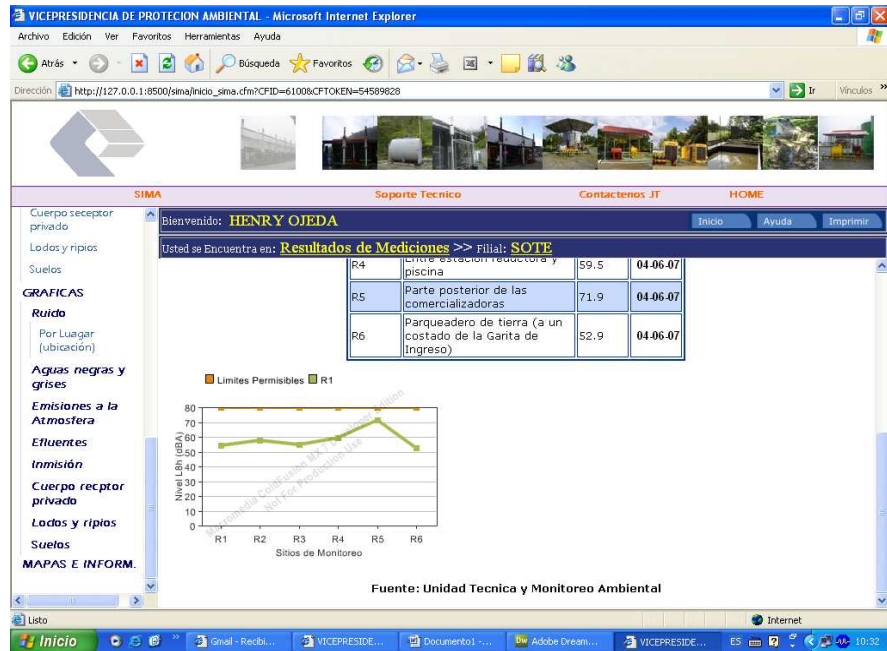 VICEPRESIDENCIA DE PROTECION AMBIENTAL - Microsoft Internet Explorer
Archivo Edición Ver Favoritos Herramientas Ayuda
Atrás Búsqueda Favoritos
Dirección http://127.0.0.1:8500/sima/inicio_sima.cfm?CFID=6100&CFTOKEN=54589828 Ir Vínculos »
SIMA Soporte Tecnico Contactenos JT HOME
Cuerpo seceptor
privado
Lodos y ripios
Suelos
GRAFICAS
Ruido
Por Luagar
(ubicación)
Aguas negras y
grises
Emisiones a la
Atmosfera
Efluentes
Inmisión
Cuerpo recptor
privado
Lodos y ripios
Suelos
MAPAS E INFORM.
Bienvenido: HENRY OJEDA Inicio Ayuda Imprimir
Usted se Encuentra en: Resultados de Mediciones >> Filial: SOTE
R4 Entre estación reductora y
piscina 59.5 04-06-07
R5 Parte posterior de las
comercializadoras 71.9 04-06-07
R6 Parqueadero de tierra (a un
costado de la Garita de
Ingreso) 52.9 04-06-07
Limites Permisibles R1
Nivel L8h (dBA)
80
70
60
50
40
30
20
10
0
R1 R2 R3 R4 R5 R6
Sitios de Monitoreo
Macromedia ColdFusion MX 7 Developer Edition
Not For Production Use
Fuente: Unidad Tecnica y Monitoreo Ambiental
Listo Internet
Inicio » Gmail - Recibi... VICEPRESIDE... Documento1 -... Adobe Dream... VICEPRESIDE... ES 10:32